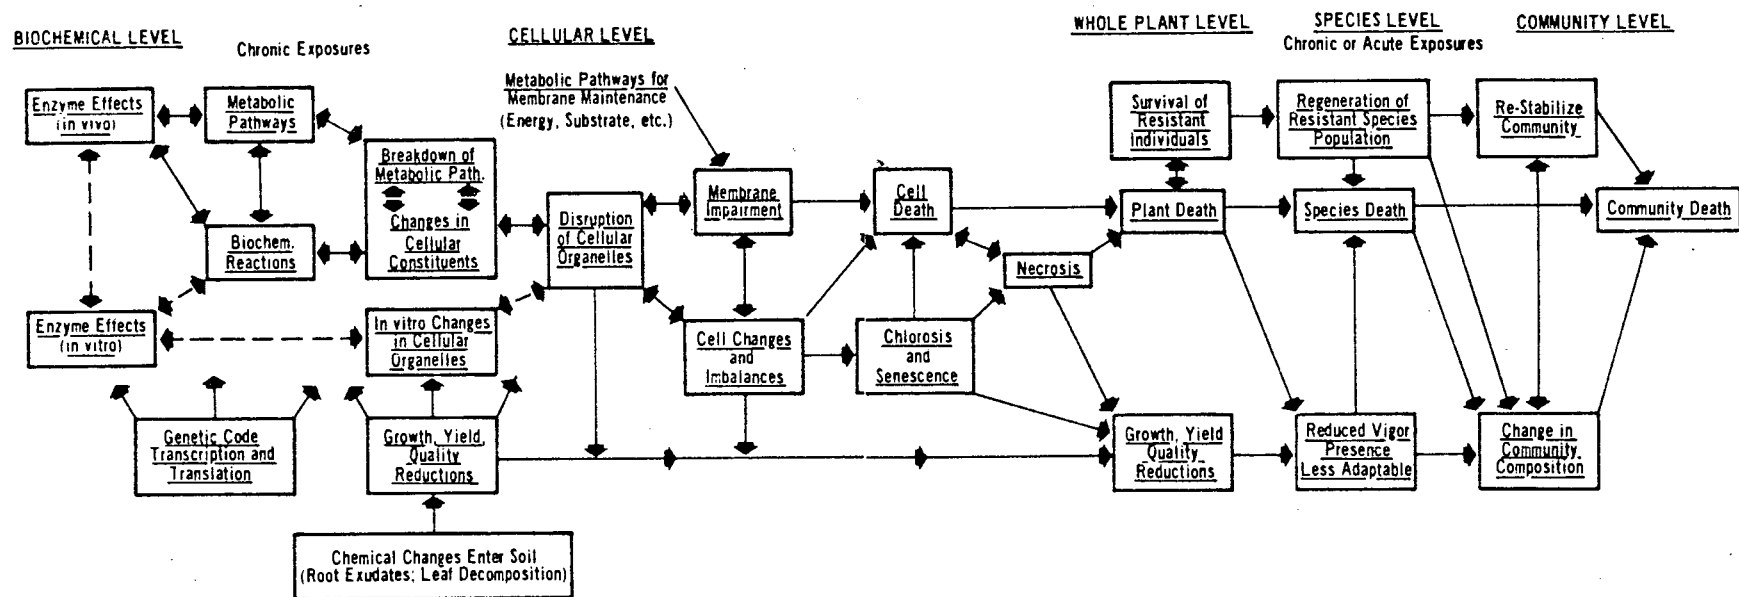 BIOCHEMICAL LEVEL
Chronic Exposures
CELLULAR LEVEL
WHOLE PLANT LEVEL
SPECIES LEVEL
Chronic or Acute Exposures
COMMUNITY LEVEL
Enzyme Effects
(in vivo)
Metabolic
Pathways
Breakdown of
Metabolic Path.
Changes in
Cellular
Constituents
Biochem.
Reactions
Enzyme Effects
(in vitro)
In vitro Changes
in Cellular
Organelles
Genetic Code
Transcription and
Translation
Growth, Yield,
Quality
Reductions
Chemical Changes Enter Soil
(Root Exudates; Leaf Decomposition)
Disruption
of Cellular
Organelles
Metabolic Pathways for
Membrane Maintenance
(Energy, Substrate, etc.)
Membrane
Impairment
Cell Changes
and
Imbalances
Cell
Death
Chlorosis
and
Senescence
Necrosis
Survival of
Resistant
Individuals
Plant Death
Growth, Yield
Quality
Reductions
Regeneration of
Resistant Species
Population
Species Death
Reduced Vigor
Presence
Less Adaptable
Re-Stabilize
Community
Change in
Community
Composition
Community Death